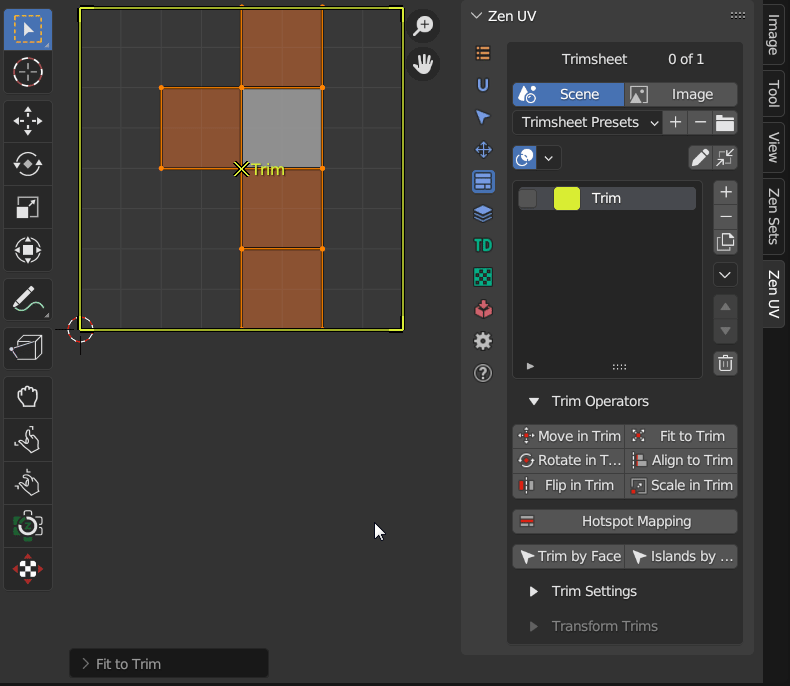 Zen UV
Trimsheet 0 of 1
Scene Image
Trimsheet Presets
Trim
Trim
U
TD
Trim Operators
Move in Trim Fit to Trim
Rotate in T... Align to Trim
Flip in Trim Scale in Trim
Hotspot Mapping
Trim by Face Islands by ...
Trim Settings
Transform Trims
Fit to Trim
Image
Tool
View
Zen Sets
Zen UV